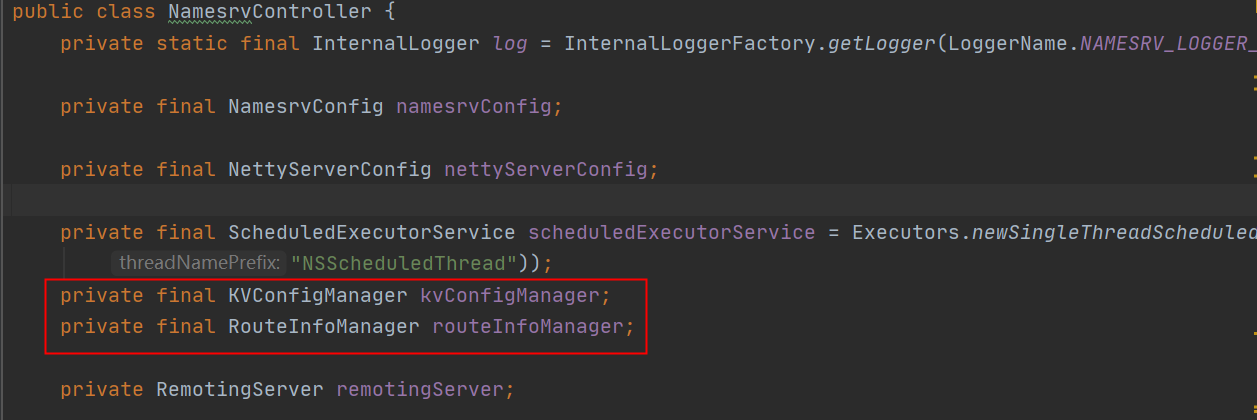 public class NamesrvController {
private static final InternalLogger log = InternalLoggerFactory.getLogger(LoggerName.NAMESRV_LOGGER_
private final NamesrvConfig namesrvConfig;
private final NettyServerConfig nettyServerConfig;
private final ScheduledExecutorService scheduledExecutorService = Executors.newSingleThreadScheduled
threadNamePrefix: "NSScheduledThread"));
private final KVConfigManager kvConfigManager;
private final RouteInfoManager routeInfoManager;
private RemotingServer remotingServer;